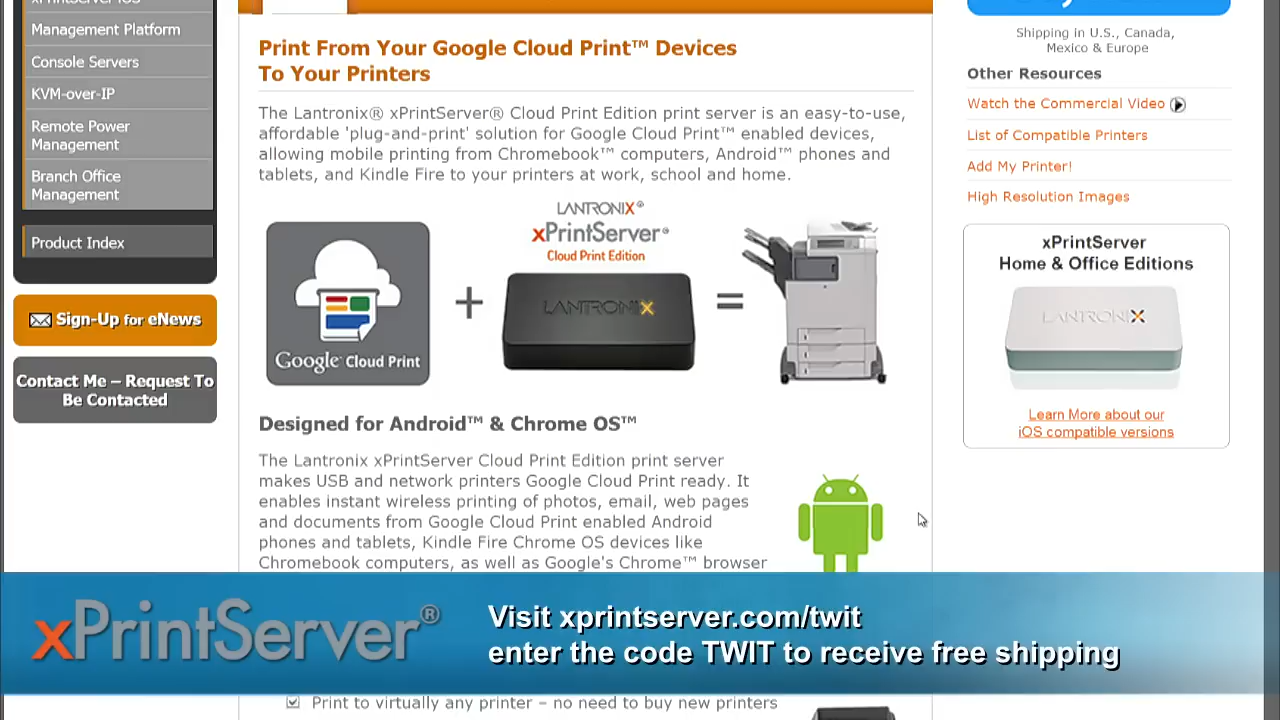 Management Platform
Console Servers
KVM-over-IP
Remote Power
Management
Branch Office
Management
Product Index
Sign-Up for eNews
Contact Me – Request To
Be Contacted
Print From Your Google Cloud Print™ Devices
To Your Printers
The Lantronix® xPrintServer® Cloud Print Edition print server is an easy-to-use,
affordable 'plug-and-print' solution for Google Cloud Print™ enabled devices,
allowing mobile printing from Chromebook™ computers, Android™ phones and
tablets, and Kindle Fire to your printers at work, school and home.
LANTRONIX®
xPrintServer®
Cloud Print Edition
Google Cloud Print
+
LANTRONIX
=
Designed for Android™ & Chrome OS™
The Lantronix xPrintServer Cloud Print Edition print server
makes USB and network printers Google Cloud Print ready. It
enables instant wireless printing of photos, email, web pages
and documents from Google Cloud Print enabled Android
phones and tablets, Kindle Fire Chrome OS devices like
Chromebook computers, as well as Google's Chrome™ browser
Shipping in U.S., Canada,
Mexico & Europe
Other Resources
Watch the Commercial Video
List of Compatible Printers
Add My Printer!
High Resolution Images
xPrintServer
Home & Office Editions
LANTRONIX
Learn More about our
iOS compatible versions
xPrintServer®
Visit xprintserver.com/twit
enter the code TWIT to receive free shipping
Print to virtually any printer – no need to buy new printers